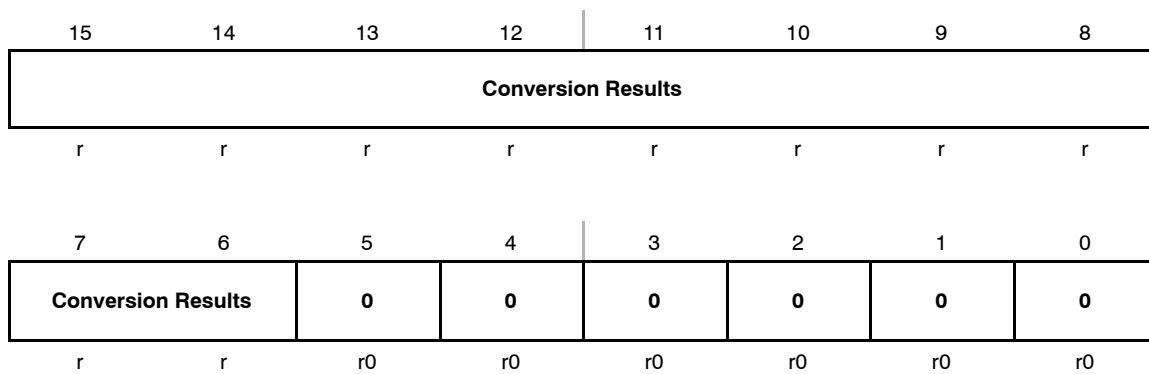 15 14 13 12 11 10 9 8
Conversion Results
r r r r r r r r
7 6 5 4 3 2 1 0
Conversion Results 0 0 0 0 0 0
r r r0 r0 r0 r0 r0 r0